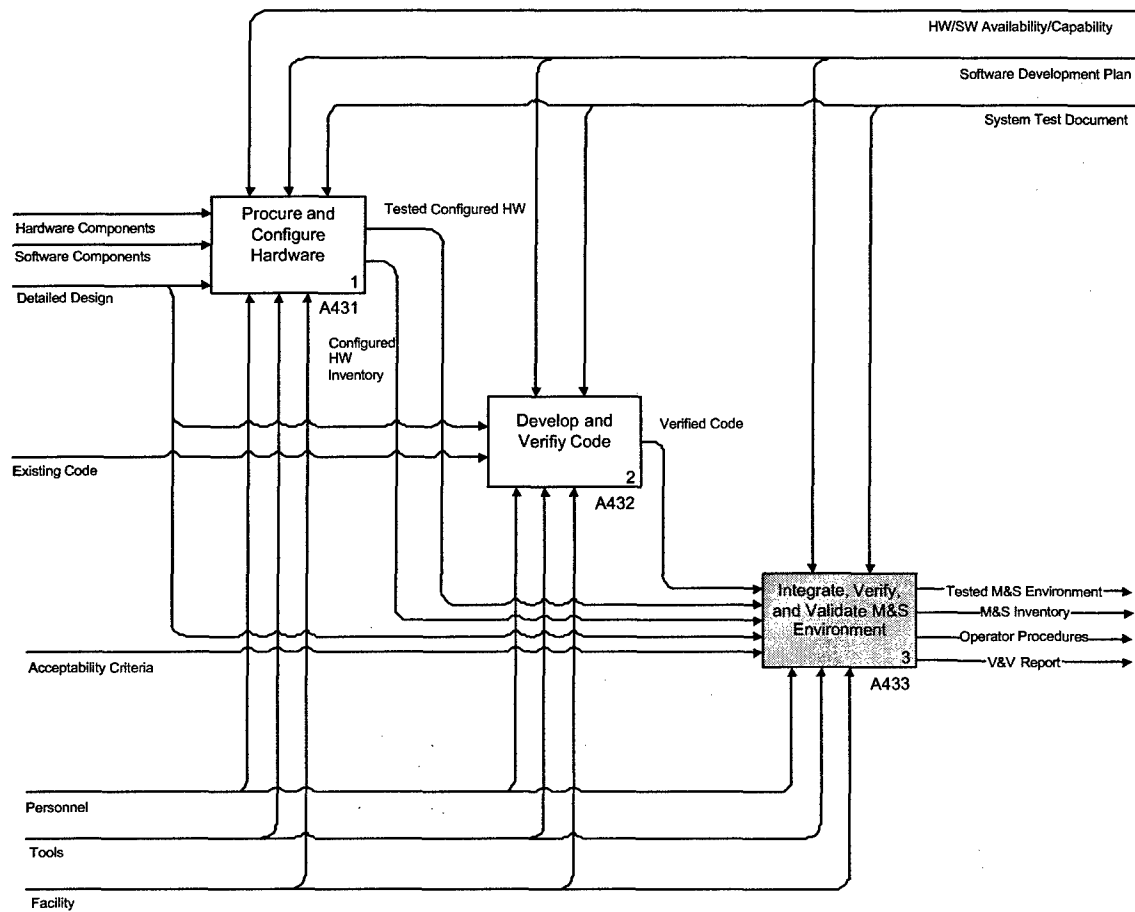 HW/SW Availability/Capability
Software Development Plan
System Test Document
Hardware Components
Software Components
Detailed Design
Procure and
Configure
Hardware
1
A431
Tested Configured HW
Configured
HW
Inventory
Existing Code
Develop and
Verifiy Code
2
A432
Verified Code
Acceptability Criteria
Integrate, Verify,
and Validate M&S
Environment
3
A433
Tested M&S Environment
M&S Inventory
Operator Procedures
V&V Report
Personnel
Tools
Facility